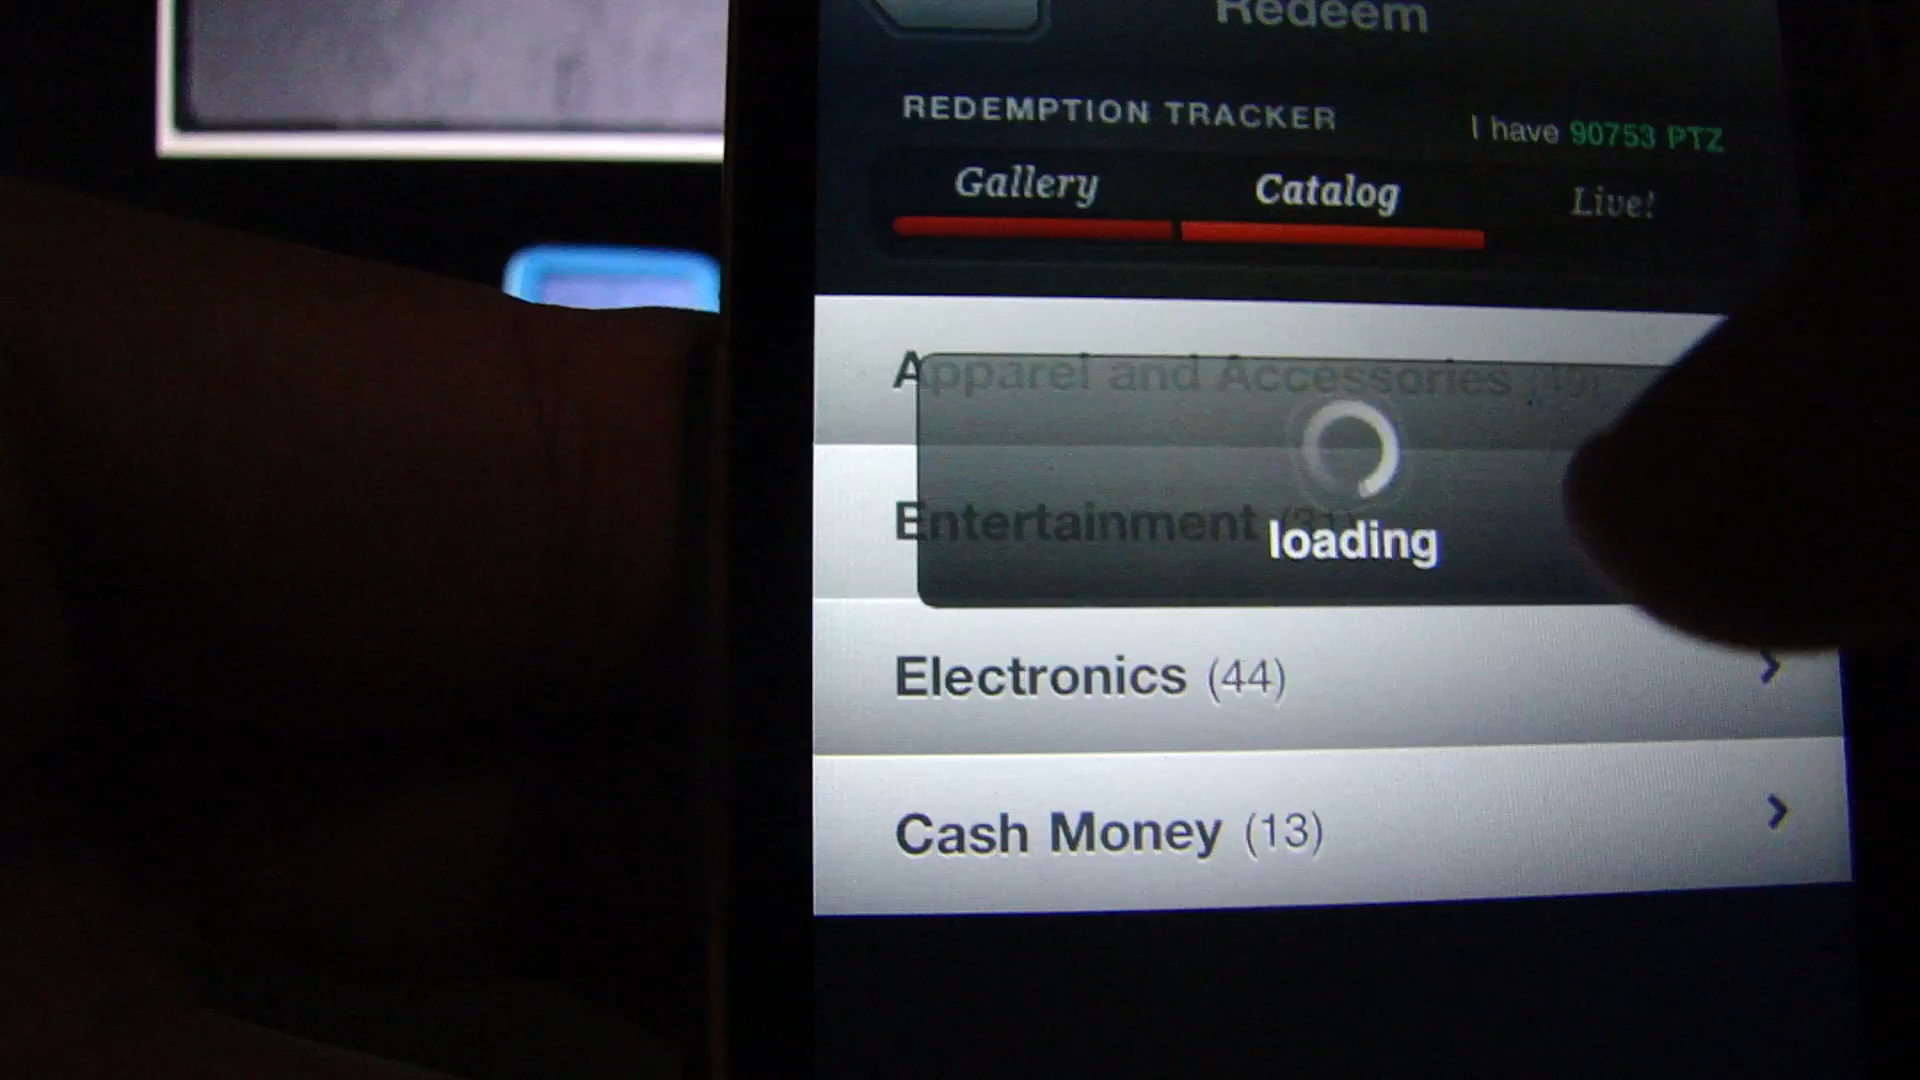 Redeem
REDEMPTION TRACKER
I have 90753 PTZ
Gallery Catalog Live!
Apparel and Accessories
Entertainment (31)
loading
Electronics (44)
Cash Money (13)